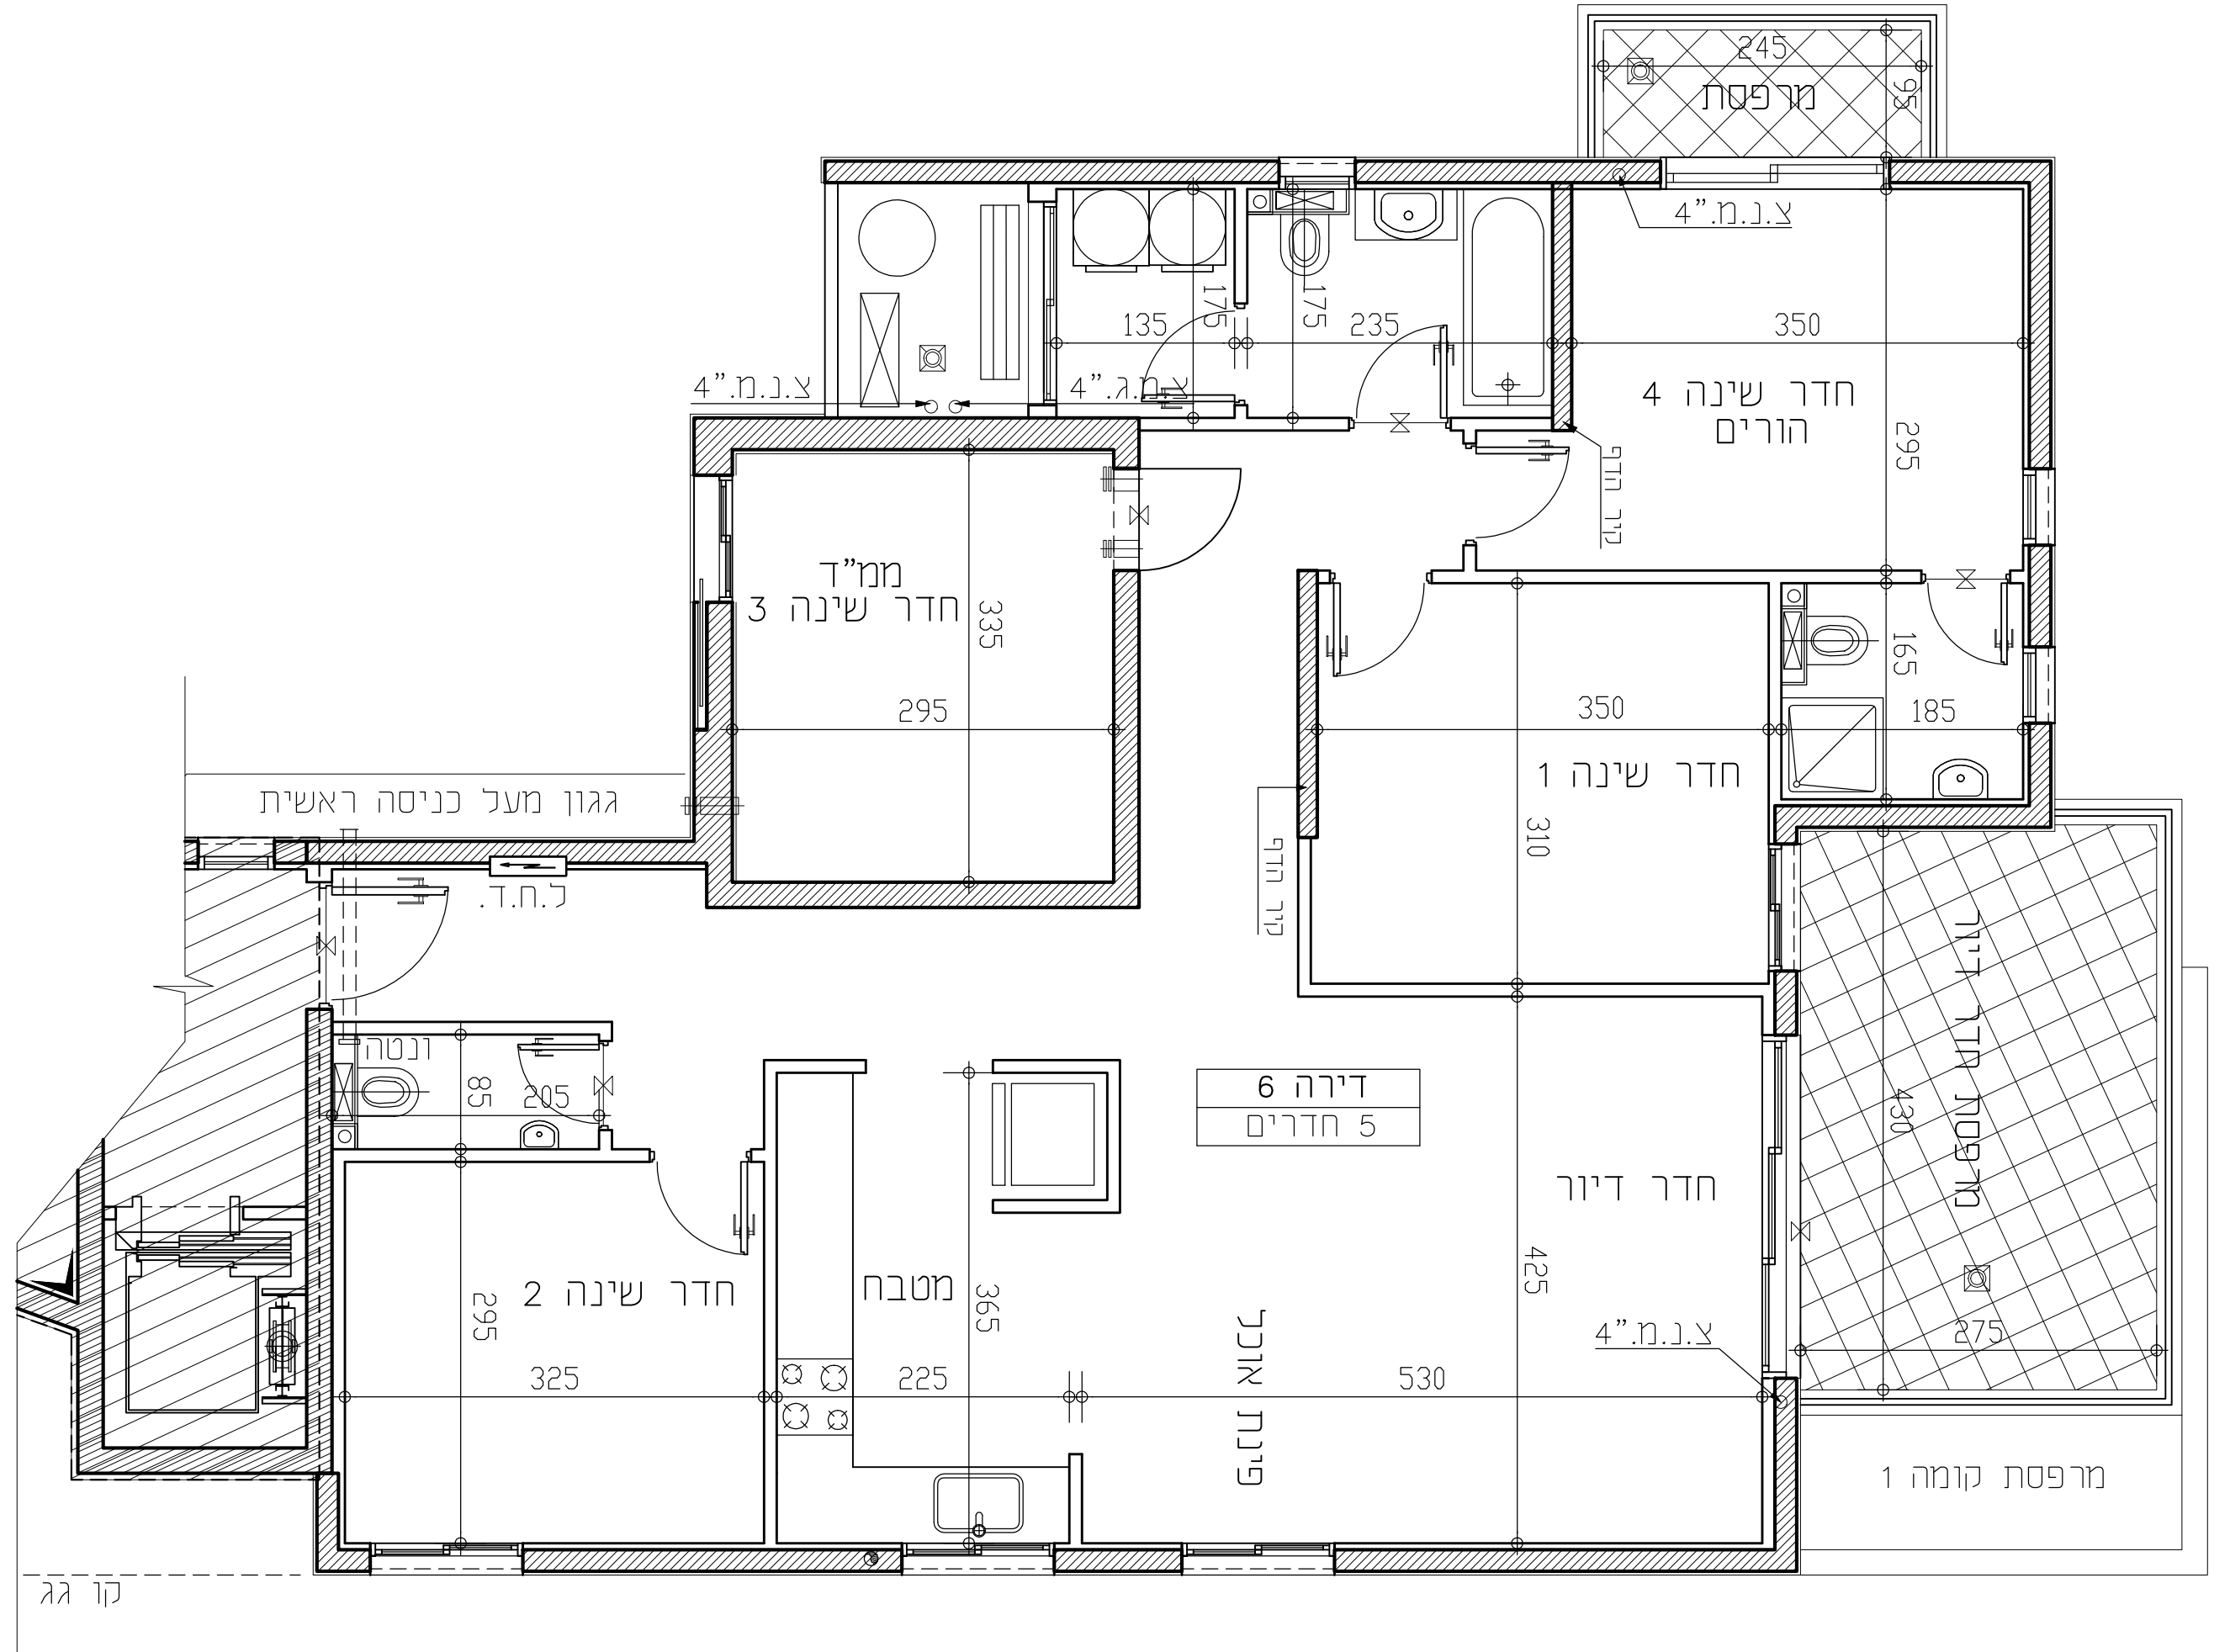 245
מרפסת
95
צ.נ.מ."4
175
175
135
235
350
צ.נ.מ."4
צ.מ.ג."4
חדר שינה 4
הורים
295
קיר הדף
ממ"ד
חדר שינה 3
335
295
165
185
350
חדר שינה 1
310
קיר הדף
גגון מעל כניסה ראשית
ל.ח.ד.
מרפסת חדר דיור
430
275
ונטה
85
205
דירה 6
5 חדרים
חדר דיור
425
חדר שינה 2
295
מטבח
365
פינת אוכל
צ.נ.מ."4
325
225
530
מרפסת קומה 1
קו גג